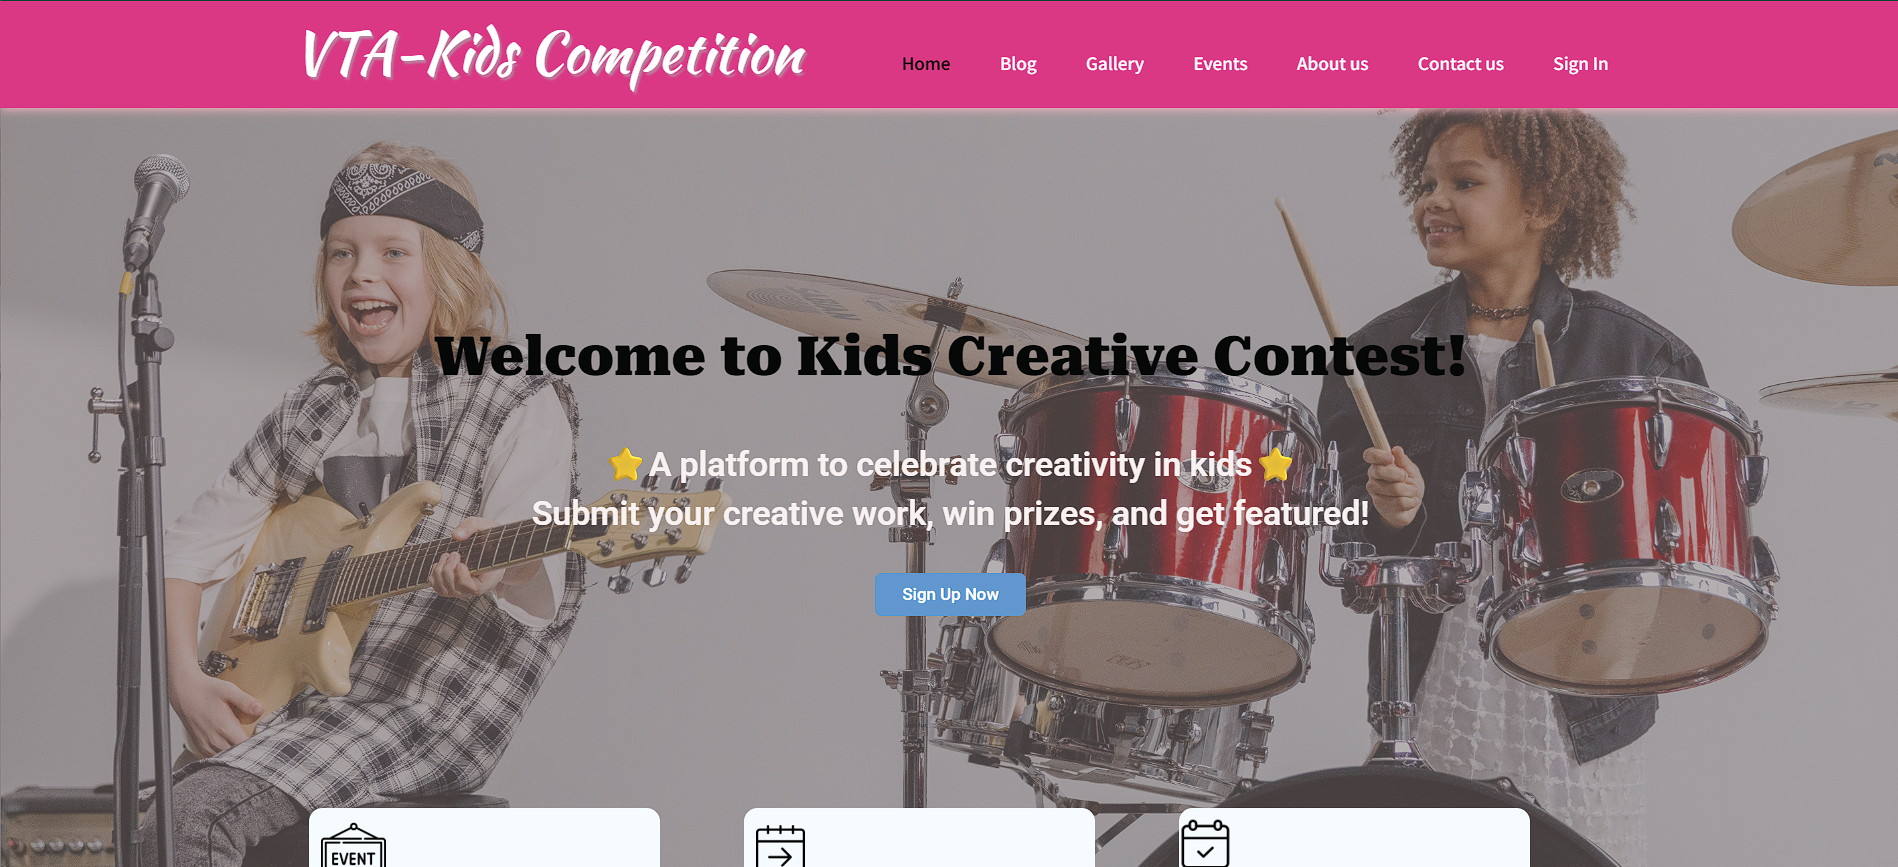 VTA-Kids Competition
Home Blog Gallery Events About us Contact us Sign In
Welcome to Kids Creative Contest!
⭐ A platform to celebrate creativity in kids ⭐
Submit your creative work, win prizes, and get featured!
Sign Up Now
EVENT